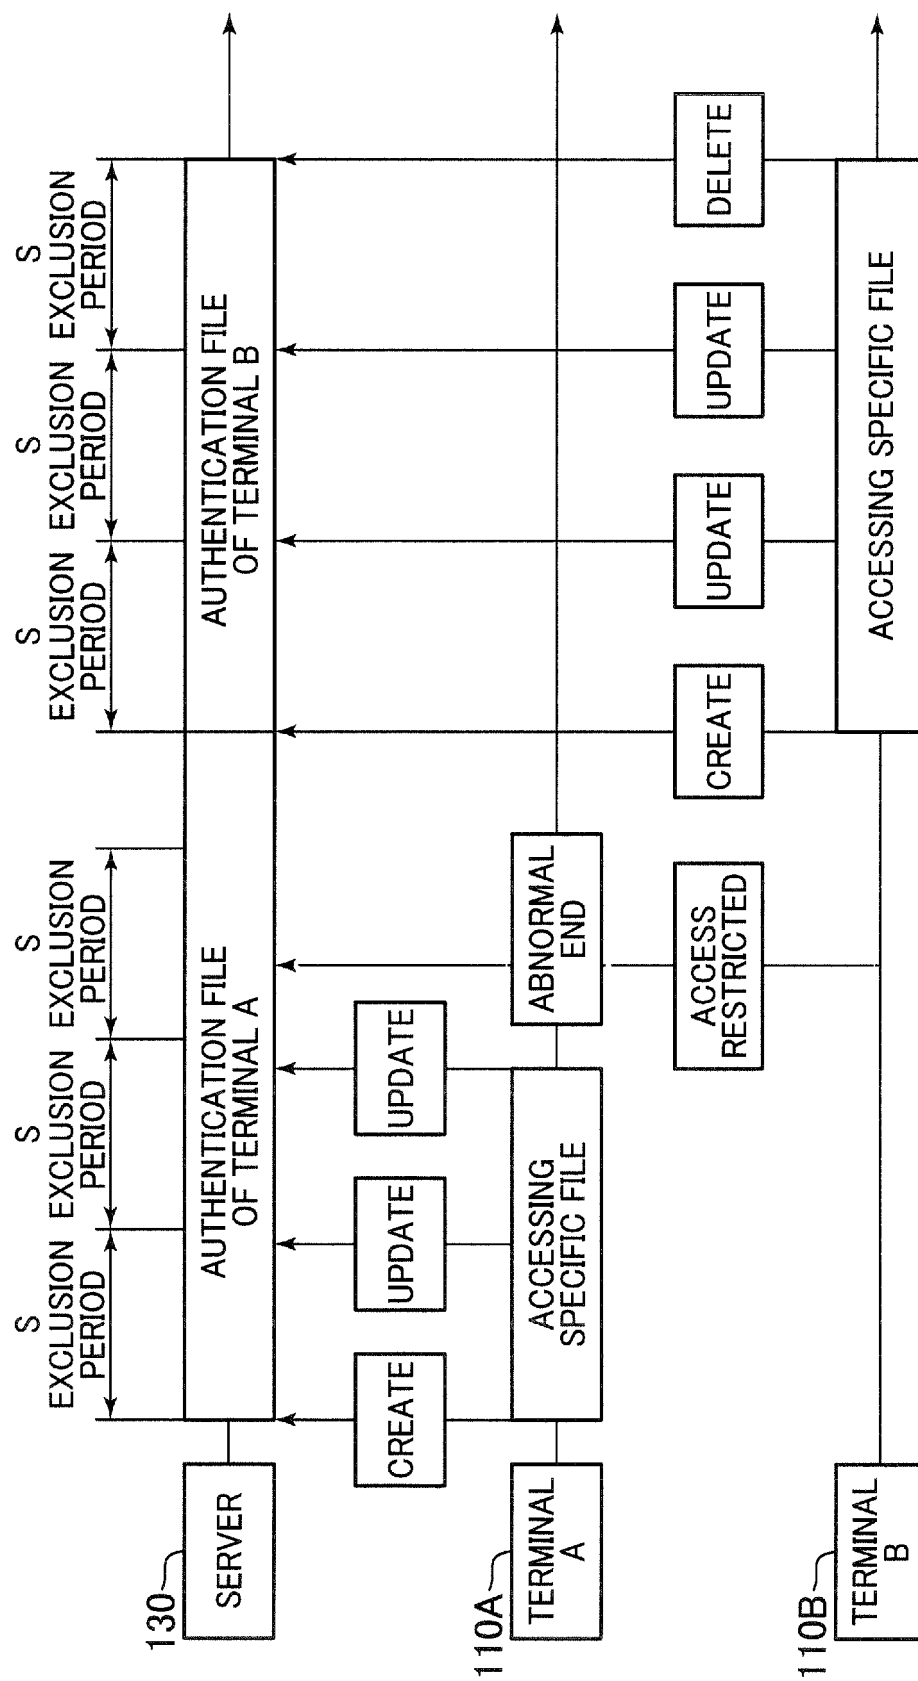 S
EXCLUSION
PERIOD
S
EXCLUSION
PERIOD
S
EXCLUSION
PERIOD
S
EXCLUSION
PERIOD
S
EXCLUSION
PERIOD
S
EXCLUSION
PERIOD
130
SERVER
AUTHENTICATION FILE
OF TERMINAL A
AUTHENTICATION FILE
OF TERMINAL B
CREATE
UPDATE
UPDATE
110A
TERMINAL
A
ACCESSING
SPECIFIC FILE
ABNORMAL
END
ACCESS
RESTRICTED
CREATE
UPDATE
UPDATE
DELETE
110B
TERMINAL
B
ACCESSING SPECIFIC FILE